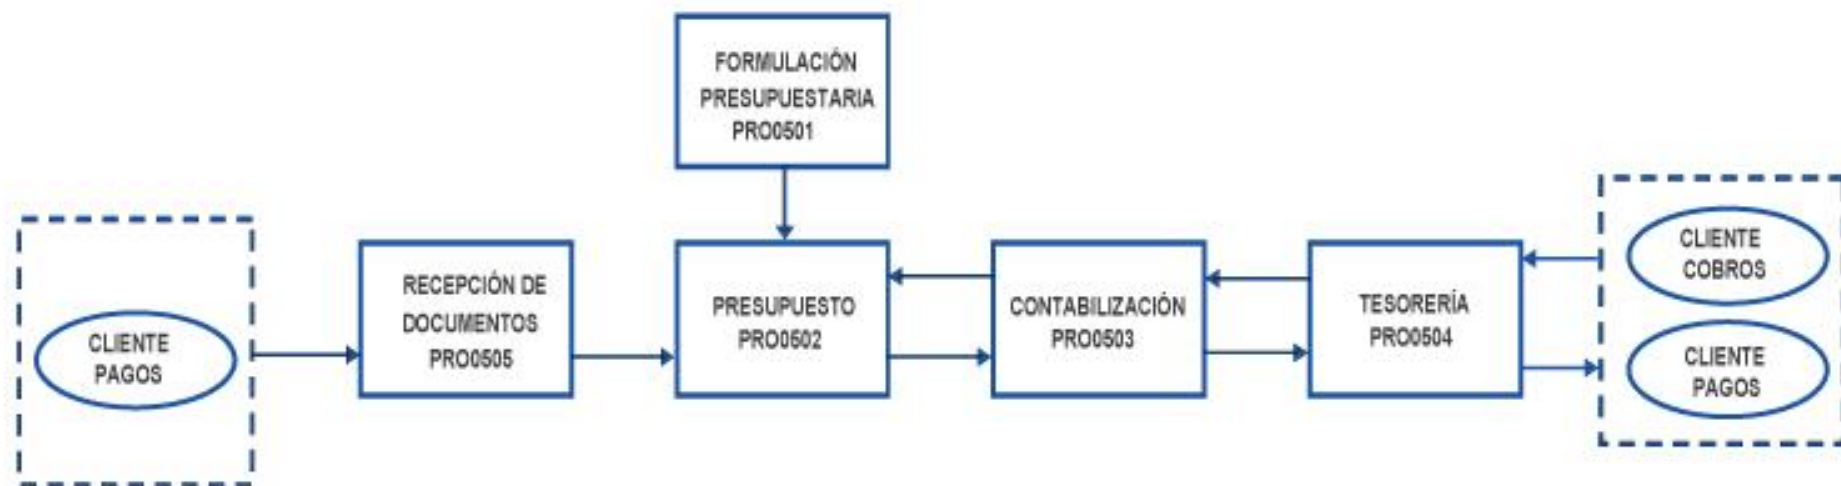 FORMULACIÓN
PRESUPUESTARIA
PRO0501
CLIENTE
PAGOS
RECEPCIÓN DE
DOCUMENTOS
PRO0505
PRESUPUESTO
PRO0502
CONTABILIZACIÓN
PRO0503
TESORERÍA
PRO0504
CLIENTE
COBROS
CLIENTE
PAGOS